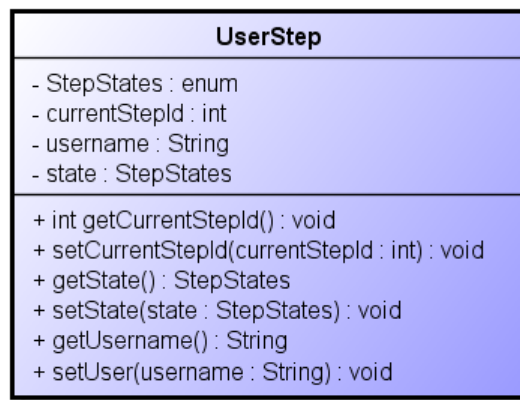 UserStep
- StepStates : enum
- currentStepId : int
- username : String
- state : StepStates
+ int getCurrentStepId() : void
+ setCurrentStepId(currentStepId : int) : void
+ getState() : StepStates
+ setState(state : StepStates) : void
+ getUsername() : String
+ setUser(username : String) : void